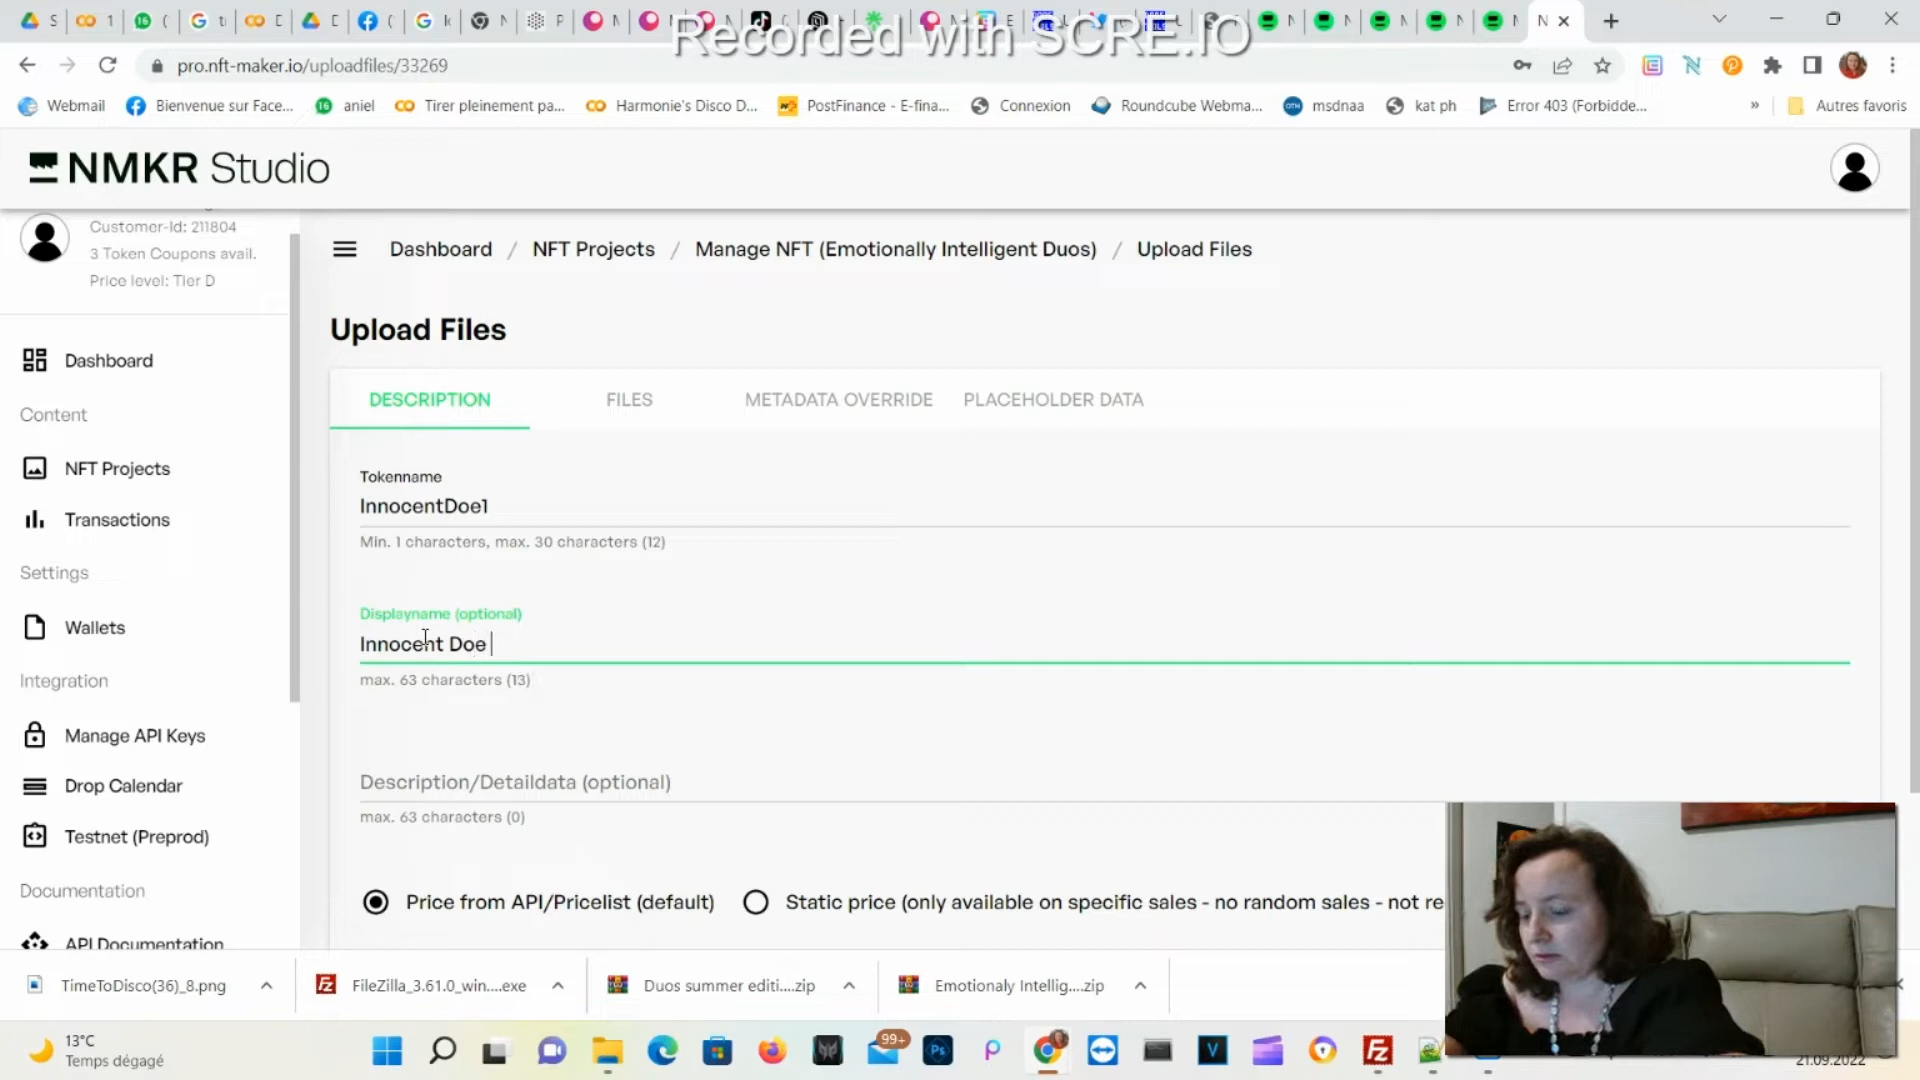 Recorded with SCRE.IO
pro.nft-maker.io/uploadfiles/33269
Webmail
Bienvenue sur Face...
aniel
Tirer pleinement pa...
Harmonie's Disco D...
PostFinance - E-fina...
Connexion
Roundcube Webma...
msdnaa
kat ph
Error 403 (Forbidde...
»
Autres favoris
NMKR Studio
Customer-Id: 211804
3 Token Coupons avail.
Price level: Tier D
Dashboard / NFT Projects / Manage NFT (Emotionally Intelligent Duos) / Upload Files
Upload Files
Dashboard
Content
NFT Projects
Transactions
Settings
Wallets
Integration
Manage API Keys
Drop Calendar
Testnet (Preprod)
Documentation
API Documentation
DESCRIPTION FILES METADATA OVERRIDE PLACEHOLDER DATA
Tokenname
InnocentDoe1
Min. 1 characters, max. 30 characters (12)
Displayname (optional)
Innocent Doe
max. 63 characters (13)
Description/Detaildata (optional)
max. 63 characters (0)
Price from API/Pricelist (default)
Static price (only available on specific sales - no random sales - not re
TimeToDisco(36)_8.png
FileZilla_3.61.0_win....exe
Duos summer editi....zip
Emotionaly Intellig....zip
13°C
Temps dégagé
99+
21.09.2022